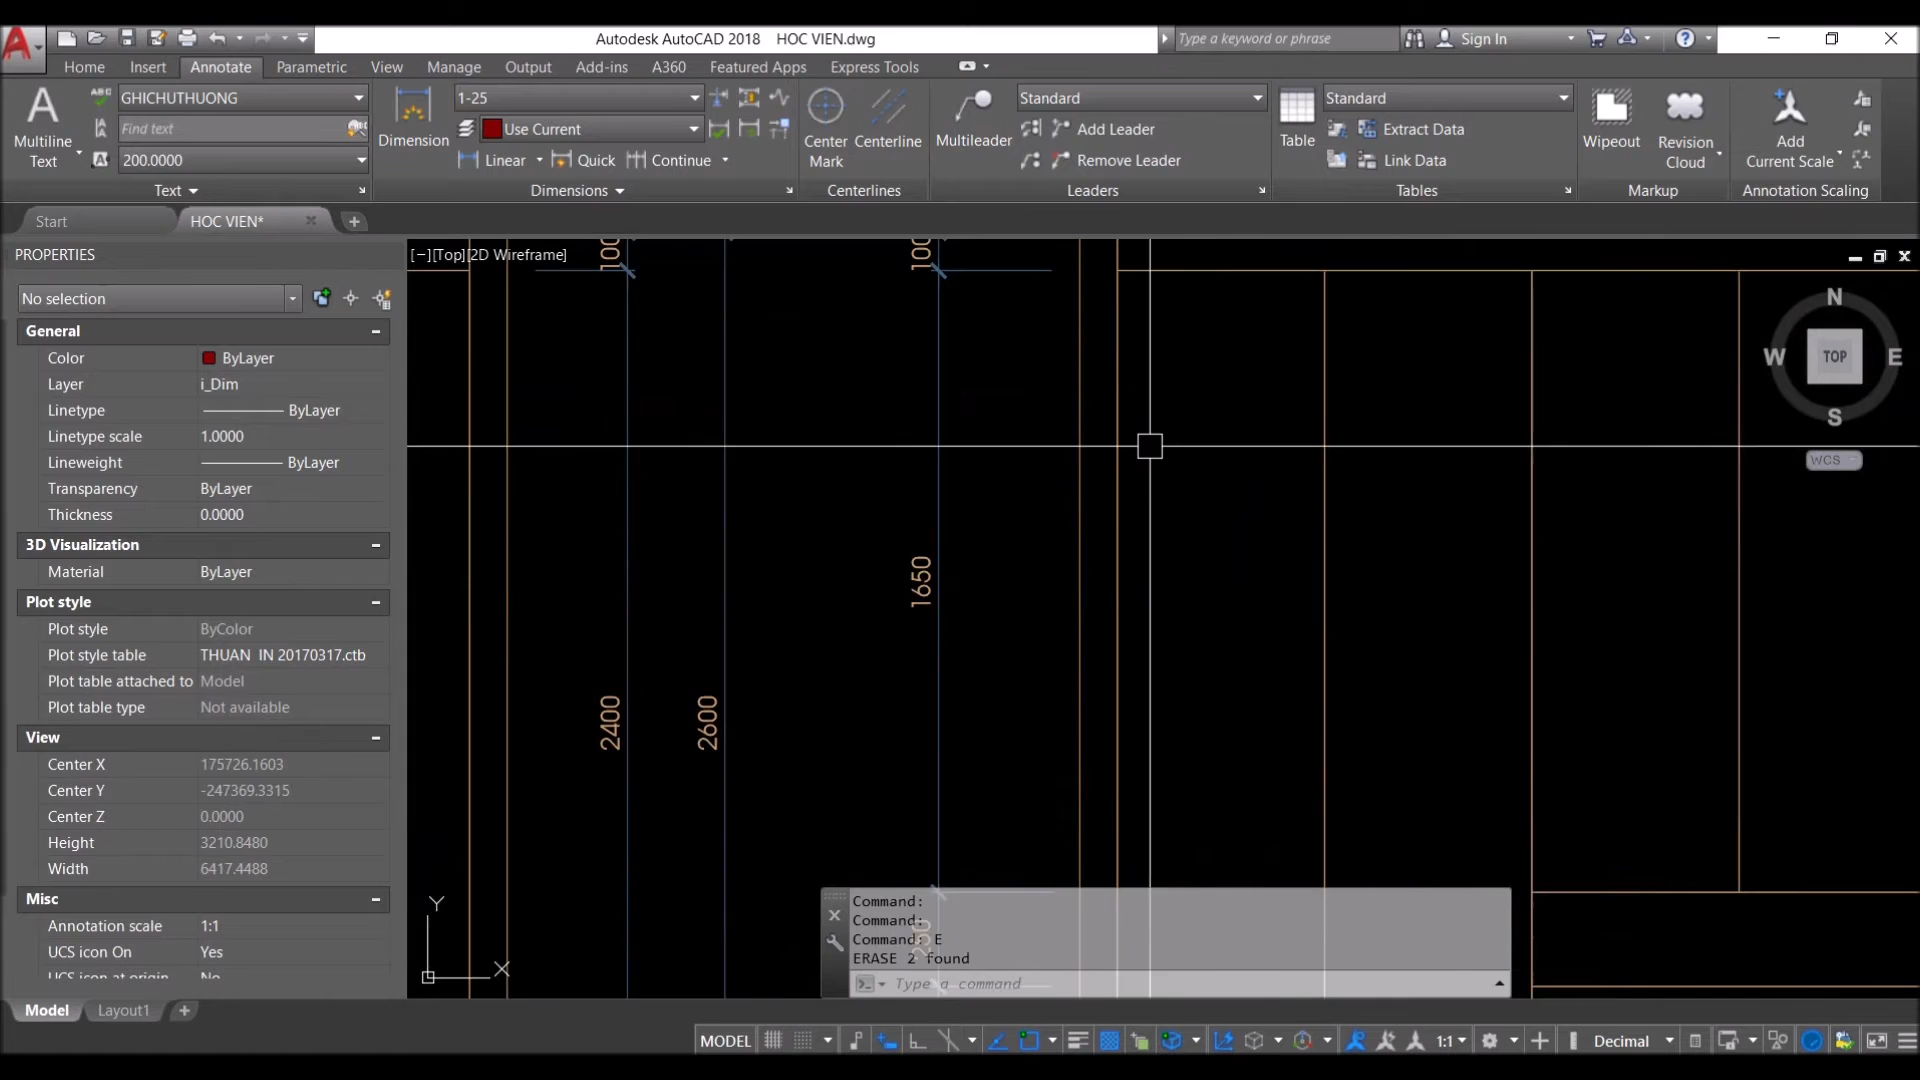 Autodesk AutoCAD 2018 HOC VIEN.dwg
Type a keyword or phrase
Sign In
Home Insert Annotate Parametric View Manage Output Add-ins A360 Featured Apps Express Tools
A
Multiline
Text
ABC
GHICHUTHUONG
Find text
200.0000
Text
Dimension
1-25
Use Current
Linear Quick Continue
Dimensions
Center
Mark
Centerline
Centerlines
Multileader
Standard
Add Leader
Remove Leader
Leaders
Table
Standard
Extract Data
Link Data
Tables
Wipeout
Revision
Cloud
Markup
Add
Current Scale
Annotation Scaling
Start
HOC VIEN*
PROPERTIES
No selection
General
Color ByLayer
Layer i_Dim
Linetype ByLayer
Linetype scale 1.0000
Lineweight ByLayer
Transparency ByLayer
Thickness 0.0000
3D Visualization
Material ByLayer
Plot style
Plot style ByColor
Plot style table THUAN IN 20170317.ctb
Plot table attached to Model
Plot table type Not available
View
Center X 175726.1603
Center Y -247369.3315
Center Z 0.0000
Height 3210.8480
Width 6417.4488
Misc
Annotation scale 1:1
UCS icon On Yes
UCS icon at origin No
[−][Top][2D Wireframe]
100
100
1650
2400
2600
N
W TOP E
S
WCS
Y
X
Command:
Command:
Command: E
ERASE 2 found
Type a command
Model
Layout1
MODEL
1:1
Decimal